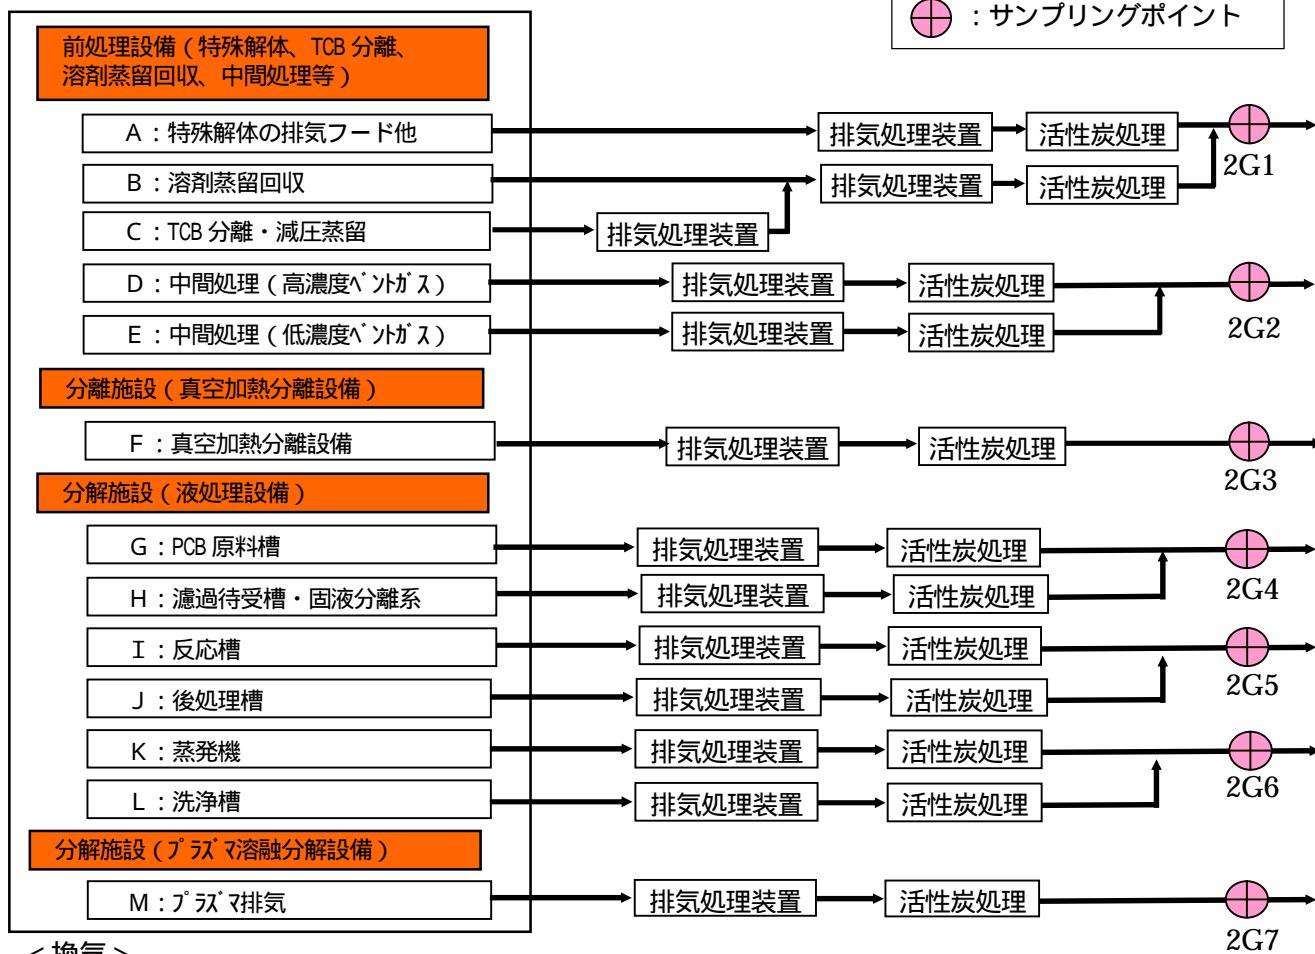 ：サンプリングポイント
前処理設備（特殊解体、TCB 分離、
溶剤蒸留回収、中間処理等）
A：特殊解体の排気フード他
排気処理装置
活性炭処理
2G1
B：溶剤蒸留回収
排気処理装置
活性炭処理
C：TCB 分離・減圧蒸留
排気処理装置
D：中間処理（高濃度ﾍﾞﾝﾄｶﾞｽ）
排気処理装置
活性炭処理
2G2
E：中間処理（低濃度ﾍﾞﾝﾄｶﾞｽ）
排気処理装置
活性炭処理
分離施設（真空加熱分離設備）
F：真空加熱分離設備
排気処理装置
活性炭処理
2G3
分解施設（液処理設備）
G：PCB 原料槽
排気処理装置
活性炭処理
2G4
H：濾過待受槽・固液分離系
排気処理装置
活性炭処理
I：反応槽
排気処理装置
活性炭処理
2G5
J：後処理槽
排気処理装置
活性炭処理
K：蒸発機
排気処理装置
活性炭処理
2G6
L：洗浄槽
排気処理装置
活性炭処理
分解施設（ﾌﾟﾗｽﾞﾏ溶融分解設備）
M：ﾌﾟﾗｽﾞﾏ排気
排気処理装置
活性炭処理
2G7
＜換気＞